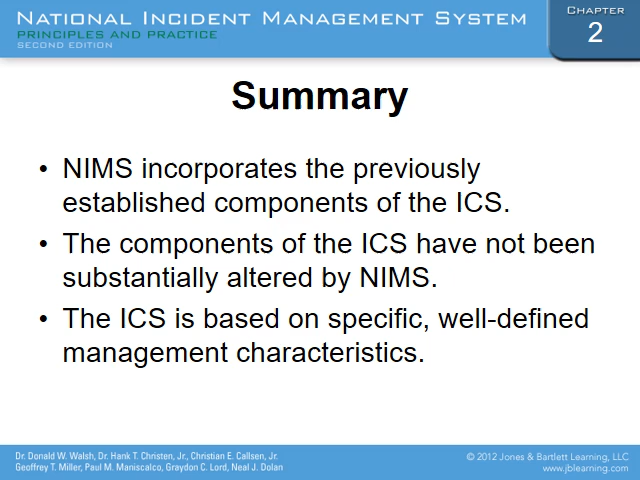 NATIONAL INCIDENT MANAGEMENT SYSTEM
PRINCIPLES AND PRACTICE
SECOND EDITION
CHAPTER
2
Summary
• NIMS incorporates the previously
established components of the ICS.
• The components of the ICS have not been
substantially altered by NIMS.
• The ICS is based on specific, well-defined
management characteristics.
Dr. Donald W. Walsh, Dr. Hank T. Christen, Jr., Christian E. Callsen, Jr.
Geoffrey T. Miller, Paul M. Maniscalco, Graydon C. Lord, Neal J. Dolan
© 2012 Jones & Bartlett Learning, LLC
www.jblearning.com